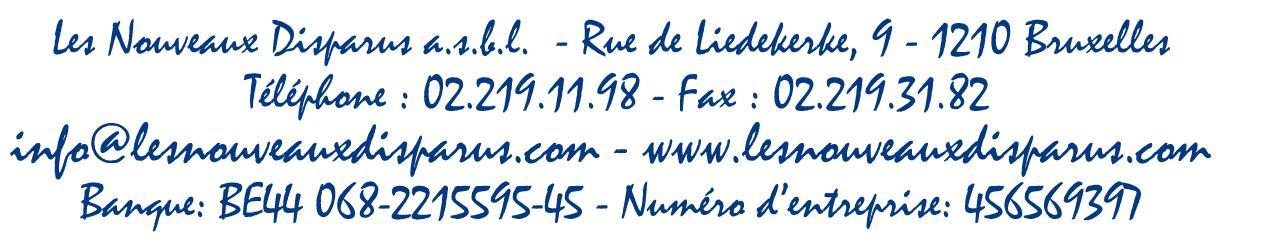 Les Nouveaux Disparus a.s.b.l. - Rue de Liedekerke, 9 - 1210 Bruxelles
Téléphone : 02.219.11.98 - Fax : 02.219.31.82
info@lesnouveauxdisparus.com - www.lesnouveauxdisparus.com
Banque: BE44 068-2215595-45 - Numéro d'entreprise: 456569397